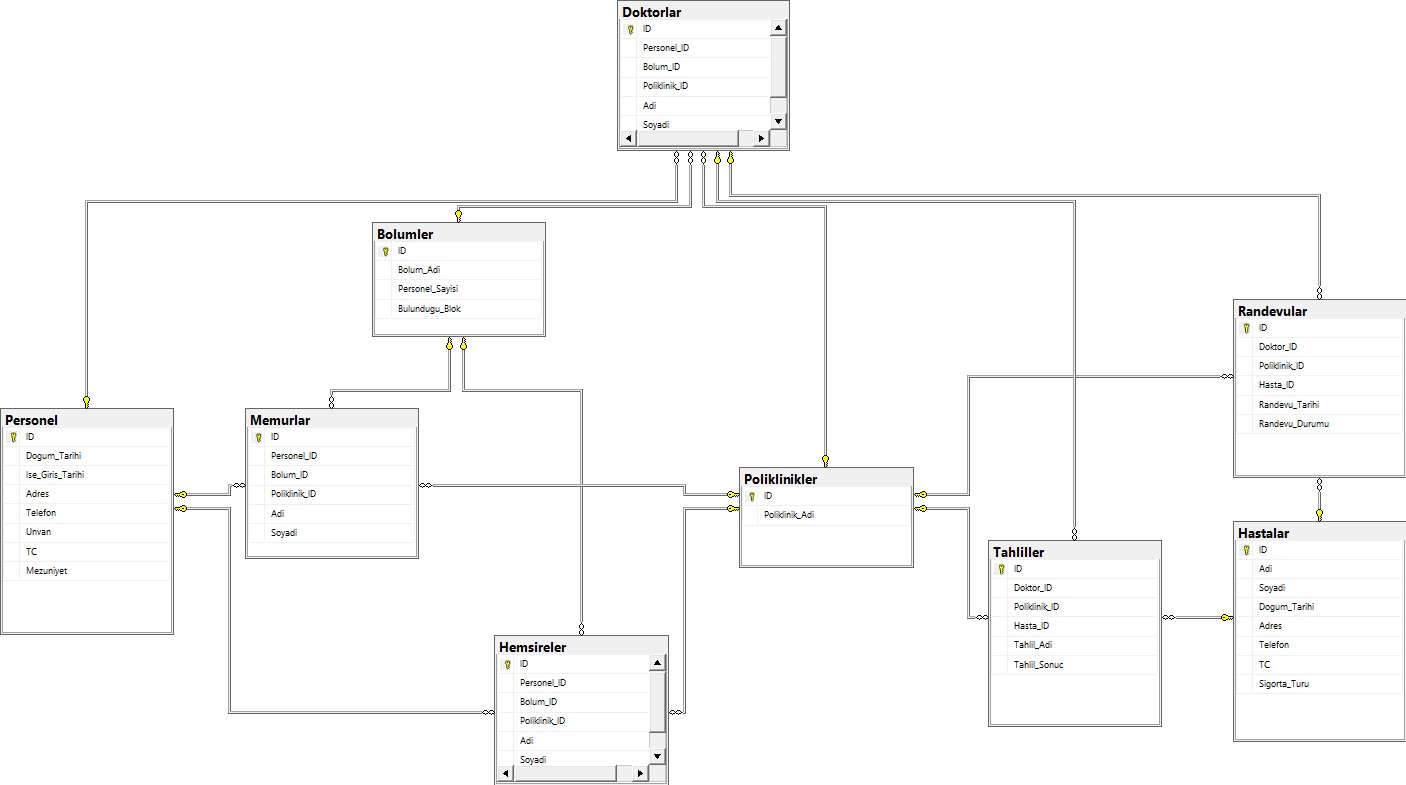 Doktorlar
ID
Personel_ID
Bolum_ID
Poliklinik_ID
Adi
Soyadi
Bolumler
ID
Bolum_Adi
Personel_Sayisi
Bulundugu_Blok
Randevular
ID
Doktor_ID
Poliklinik_ID
Hasta_ID
Randevu_Tarihi
Randevu_Durumu
Personel
ID
Dogum_Tarihi
Ise_Giris_Tarihi
Adres
Telefon
Unvan
TC
Mezuniyet
Memurlar
ID
Personel_ID
Bolum_ID
Poliklinik_ID
Adi
Soyadi
Poliklinikler
ID
Poliklinik_Adi
Tahliller
ID
Doktor_ID
Poliklinik_ID
Hasta_ID
Tahlil_Adi
Tahlil_Sonuc
Hastalar
ID
Adi
Soyadi
Dogum_Tarihi
Adres
Telefon
TC
Sigorta_Turu
Hemsireler
ID
Personel_ID
Bolum_ID
Poliklinik_ID
Adi
Soyadi